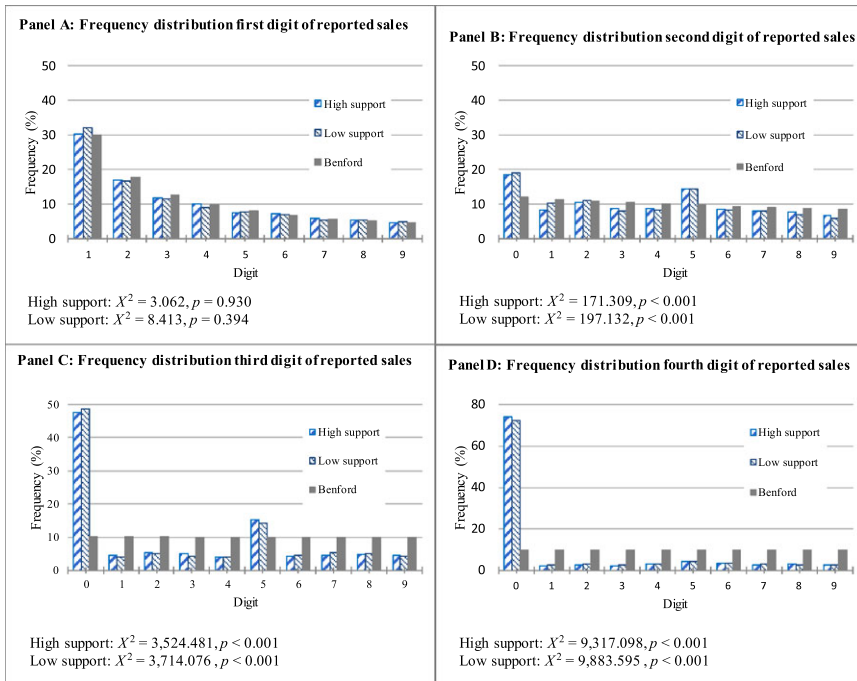 Panel A: Frequency distribution first digit of reported sales
50
40
30
20
10
0
Frequency (%)
High support
Low support
Benford
1 2 3 4 5 6 7 8 9
Digit
High support: X² = 3.062, p = 0.930
Low support: X² = 8.413, p = 0.394
Panel B: Frequency distribution second digit of reported sales
50
40
30
20
10
0
Frequency (%)
High support
Low support
Benford
0 1 2 3 4 5 6 7 8 9
Digit
High support: X² = 171.309, p < 0.001
Low support: X² = 197.132, p < 0.001
Panel C: Frequency distribution third digit of reported sales
50
40
30
20
10
0
Frequency (%)
High support
Low support
Benford
0 1 2 3 4 5 6 7 8 9
Digit
High support: X² = 3,524.481, p < 0.001
Low support: X² = 3,714.076, p < 0.001
Panel D: Frequency distribution fourth digit of reported sales
80
60
40
20
0
Frequency (%)
High support
Low support
Benford
0 1 2 3 4 5 6 7 8 9
Digit
High support: X² = 9,317.098, p < 0.001
Low support: X² = 9,883.595 , p < 0.001